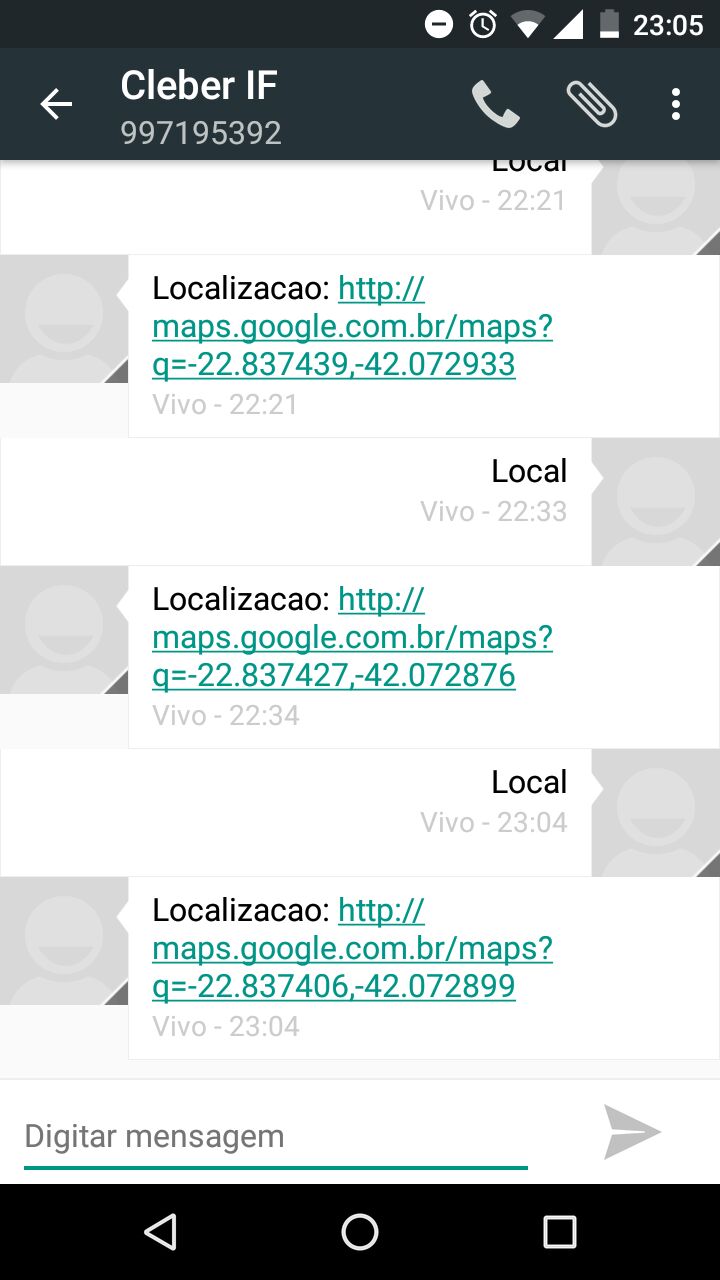 23:05
Cleber IF
997195392
Local
Vivo - 22:21
Localizacao: http://
maps.google.com.br/maps?
q=-22.837439,-42.072933
Vivo - 22:21
Local
Vivo - 22:33
Localizacao: http://
maps.google.com.br/maps?
q=-22.837427,-42.072876
Vivo - 22:34
Local
Vivo - 23:04
Localizacao: http://
maps.google.com.br/maps?
q=-22.837406,-42.072899
Vivo - 23:04
Digitar mensagem